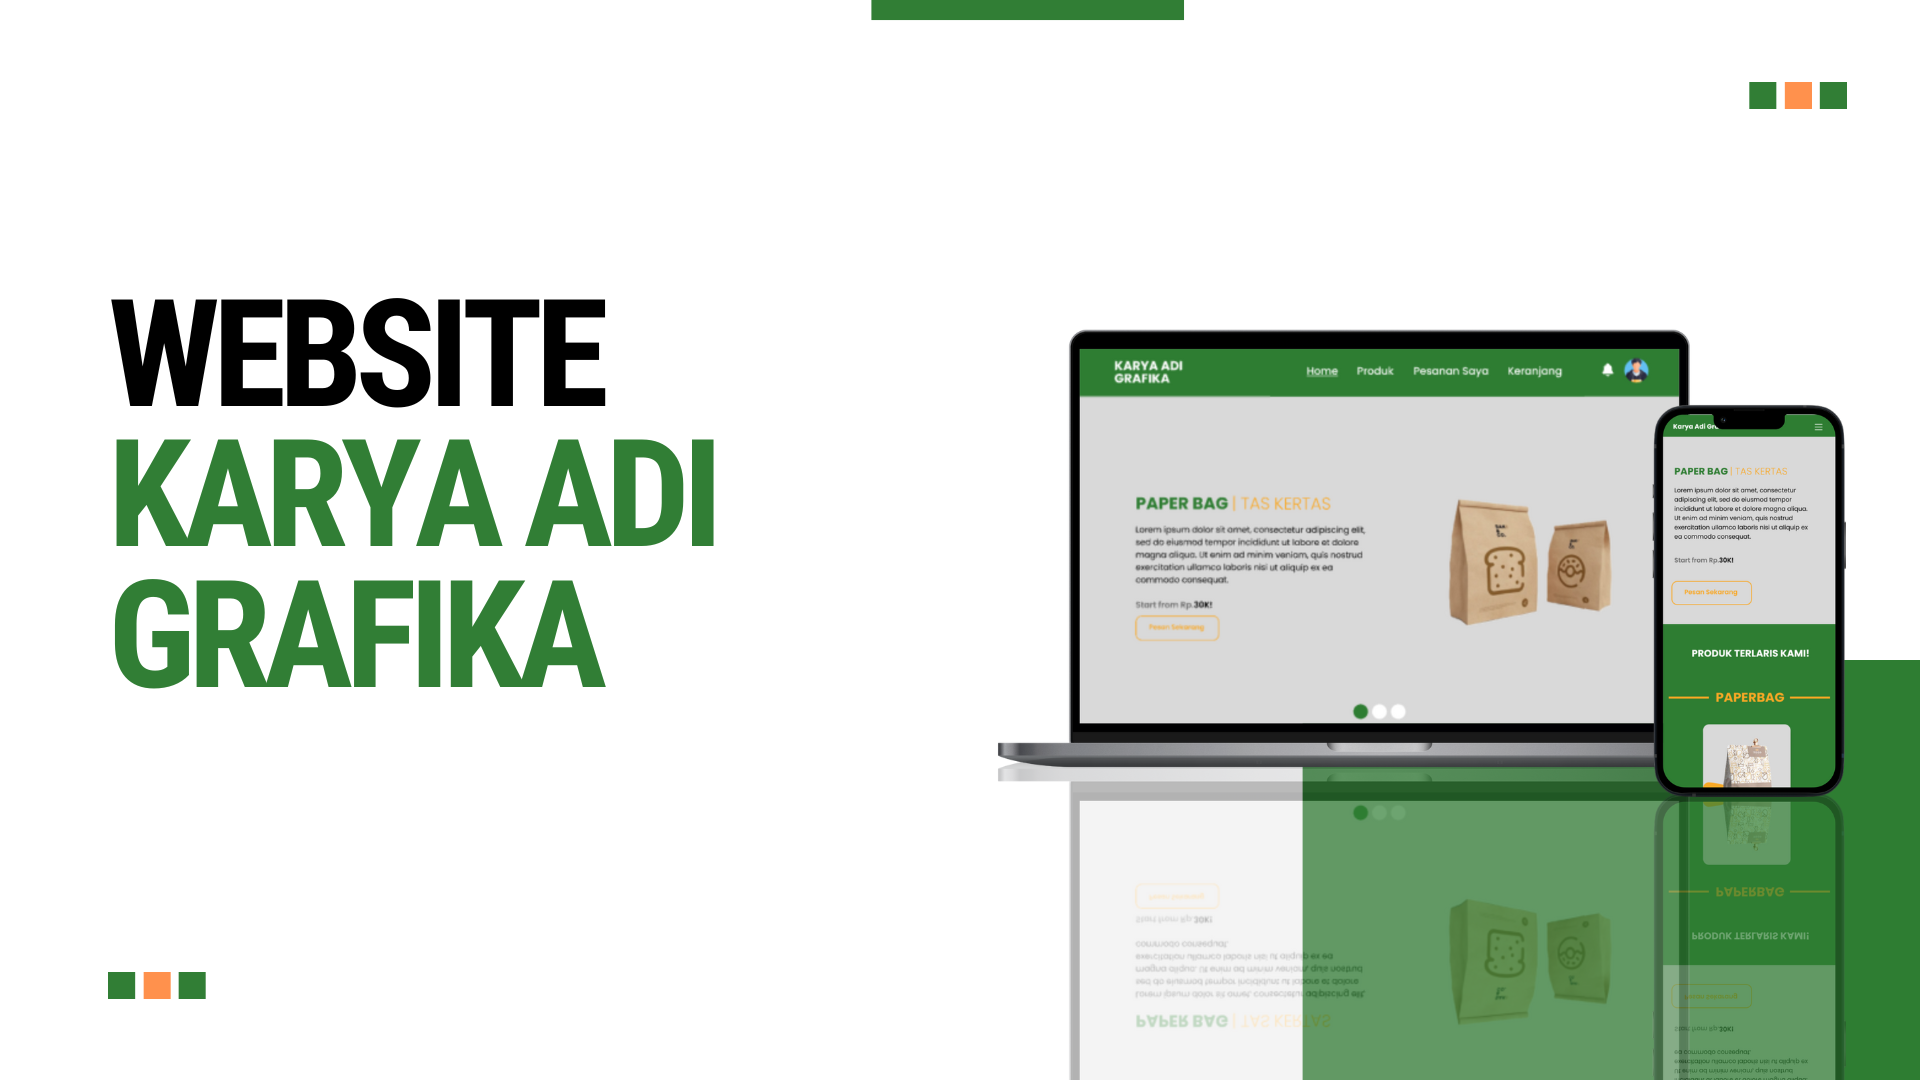 WEBSITE
KARYA ADI
GRAFIKA
KARYA ADI
GRAFIKA
Home Produk Pesanan Saya Keranjang
PAPER BAG | TAS KERTAS
Lorem ipsum dolor sit amet, consectetur adipiscing elit,
sed do eiusmod tempor incididunt ut labore et dolore
magna aliqua. Ut enim ad minim veniam, quis nostrud
exercitation ullamco laboris nisi ut aliquip ex ea
commodo consequat.
Start from Rp.30K!
Pesan Sekarang
Karya Adi
PAPER BAG | TAS KERTAS
Lorem ipsum dolor sit amet, consectetur
adipiscing elit, sed do eiusmod tempor
incididunt ut labore et dolore magna aliqua.
Ut enim ad minim veniam, quis nostrud
exercitation ullamco laboris nisi ut aliquip ex
ea commodo consequat.
Start from Rp.30K!
Pesan Sekarang
PRODUK TERLARIS KAMI!
PAPERBAG